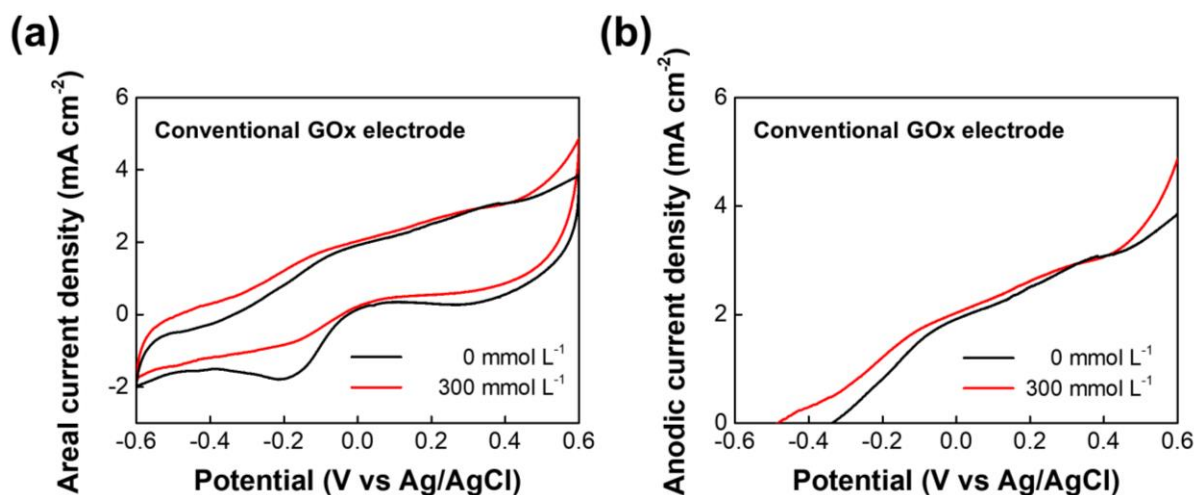 (a)
Areal current density (mA cm⁻²)
6
4
2
0
-2
Conventional GOx electrode
0 mmol L⁻¹
300 mmol L⁻¹
-0.6
-0.4
-0.2
0.0
0.2
0.4
0.6
Potential (V vs Ag/AgCl)
(b)
Anodic current density (mA cm⁻²)
6
4
2
0
Conventional GOx electrode
0 mmol L⁻¹
300 mmol L⁻¹
-0.6
-0.4
-0.2
0.0
0.2
0.4
0.6
Potential (V vs Ag/AgCl)